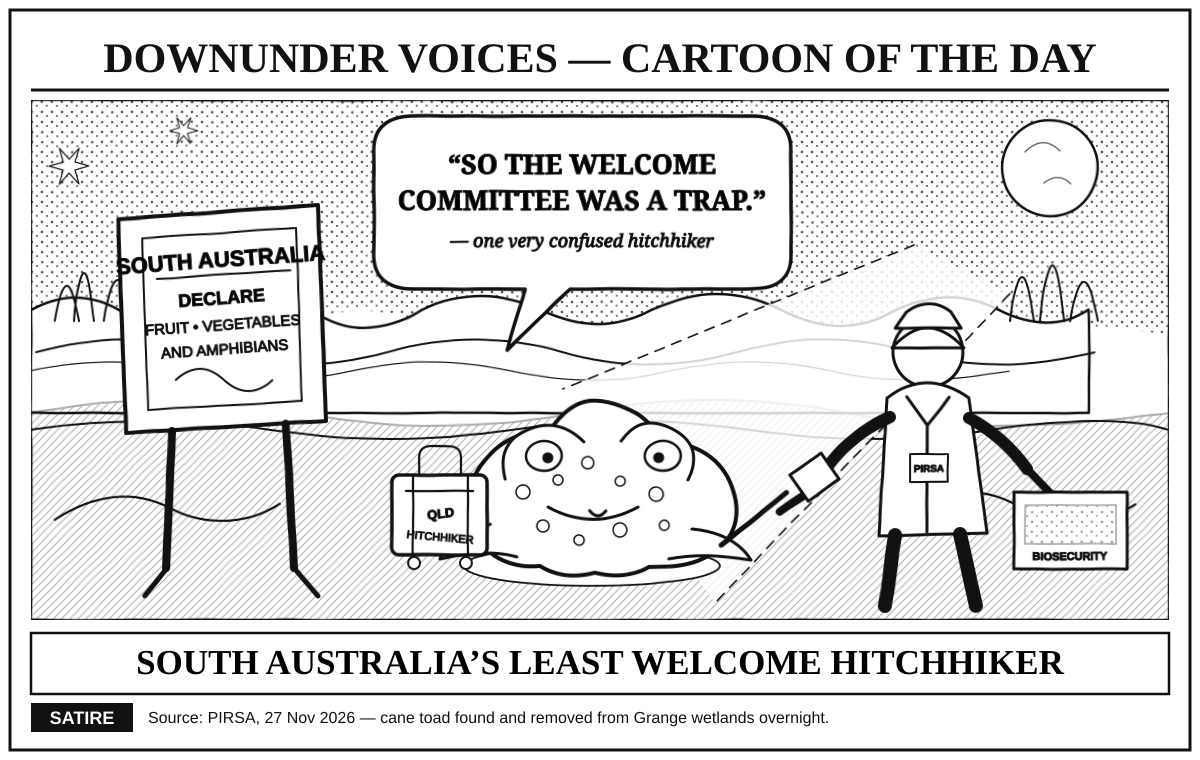 DOWNUNDER VOICES — CARTOON OF THE DAY
“SO THE WELCOME
COMMITTEE WAS A TRAP.”
— one very confused hitchhiker
SOUTH AUSTRALIA
DECLARE
FRUIT • VEGETABLES
AND AMPHIBIANS
QLD
HITCHHIKER
PIRSA
BIOSECURITY
SOUTH AUSTRALIA’S LEAST WELCOME HITCHHIKER
SATIRE
Source: PIRSA, 27 Nov 2026 — cane toad found and removed from Grange wetlands overnight.